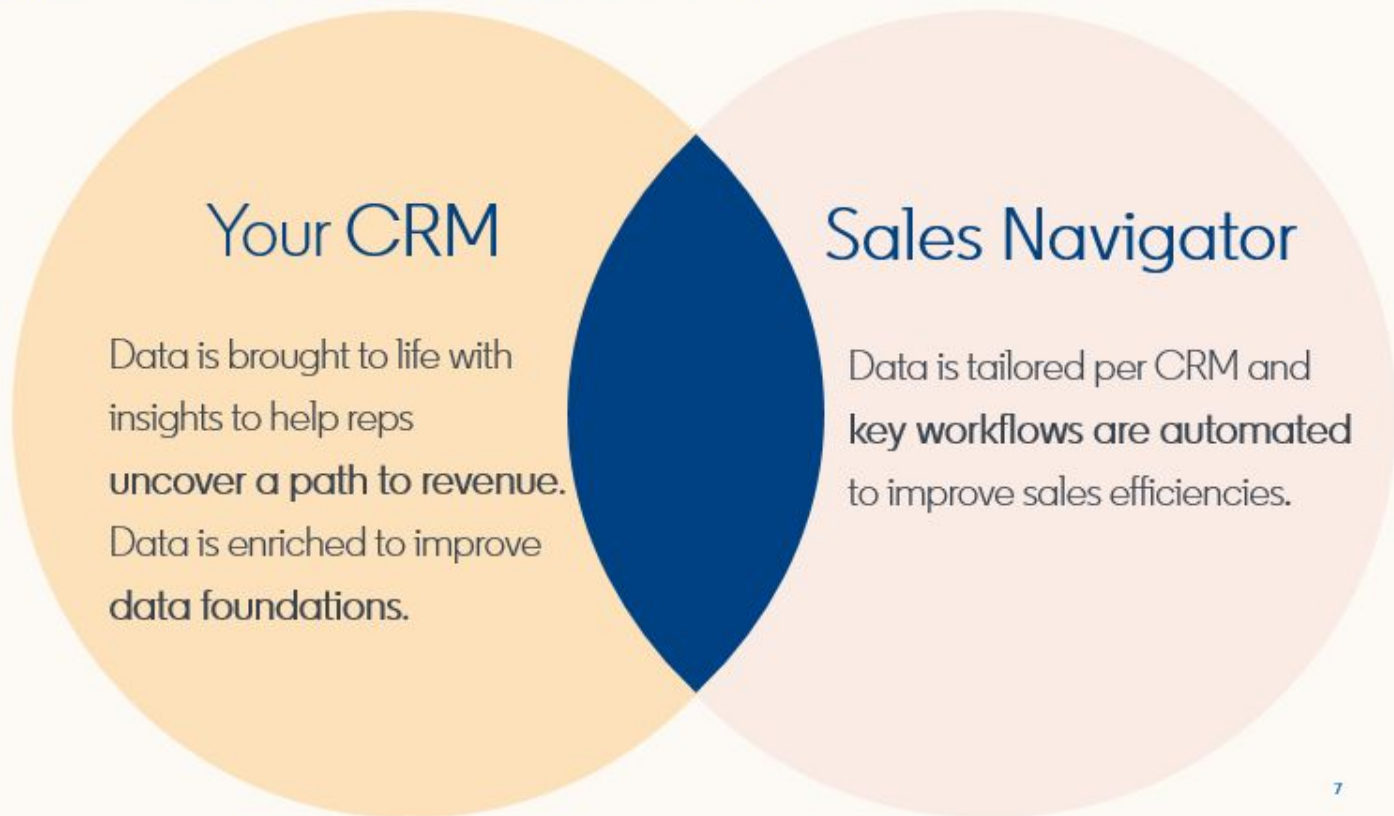 Your CRM
Data is brought to life with
insights to help reps
uncover a path to revenue.
Data is enriched to improve
data foundations.
Sales Navigator
Data is tailored per CRM and
key workflows are automated
to improve sales efficiencies.
7